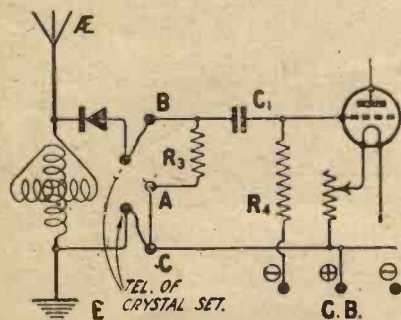 Æ
B
C₁
R₃
A
R₄
C
E
TEL. OF
CRYSTAL SET.
⊖
⊕
⊖
C.B.